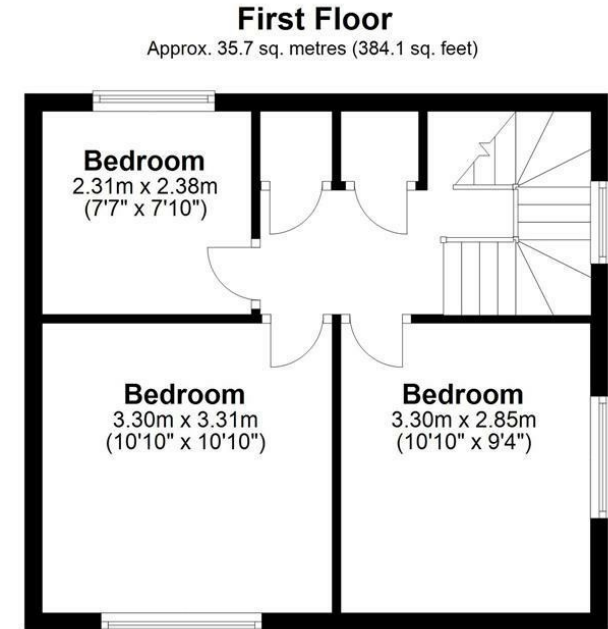 First Floor
Approx. 35.7 sq. metres (384.1 sq. feet)
Bedroom
2.31m x 2.38m
(7'7" x 7'10")
Bedroom
3.30m x 3.31m
(10'10" x 10'10")
Bedroom
3.30m x 2.85m
(10'10" x 9'4")